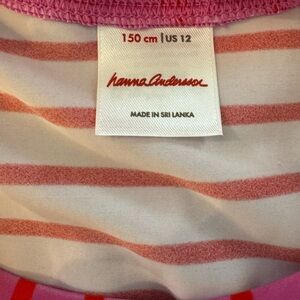 150 cm | US 12
hanna andersson
MADE IN SRI LANKA